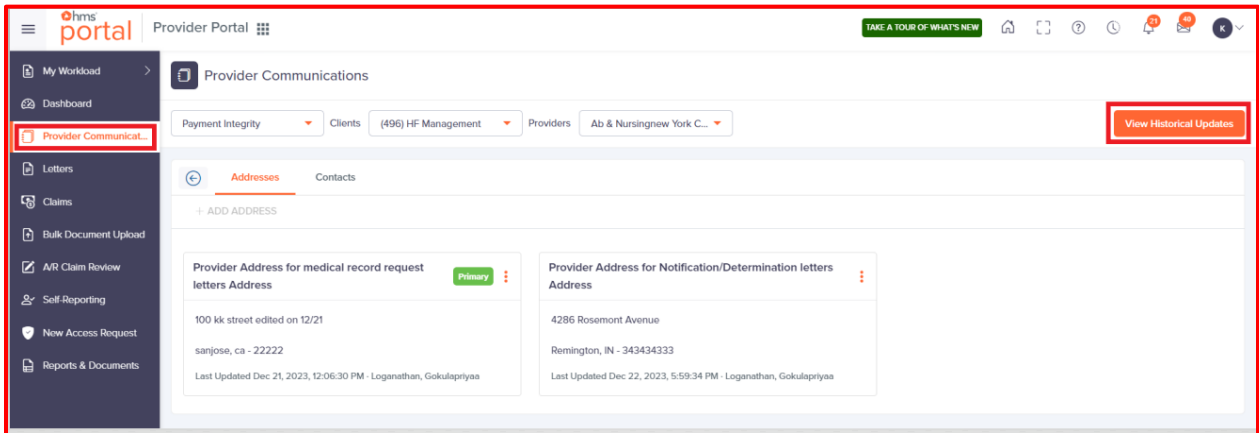 hms
portal
Provider Portal
TAKE A TOUR OF WHAT'S NEW
21
40
K
My Workload
Dashboard
Provider Communicat...
Letters
Claims
Bulk Document Upload
A/R Claim Review
Self-Reporting
New Access Request
Reports & Documents
Provider Communications
Payment Integrity
Clients
(496) HF Management
Providers
Ab & Nursingnew York C...
View Historical Updates
Addresses
Contacts
+ ADD ADDRESS
Provider Address for medical record request
letters Address
Primary
100 kk street edited on 12/21
sanjose, ca - 22222
Last Updated Dec 21, 2023, 12:06:30 PM - Loganathan, Gokulapriyaa
Provider Address for Notification/Determination letters
Address
4286 Rosemont Avenue
Remington, IN - 343434333
Last Updated Dec 22, 2023, 5:59:34 PM - Loganathan, Gokulapriyaa